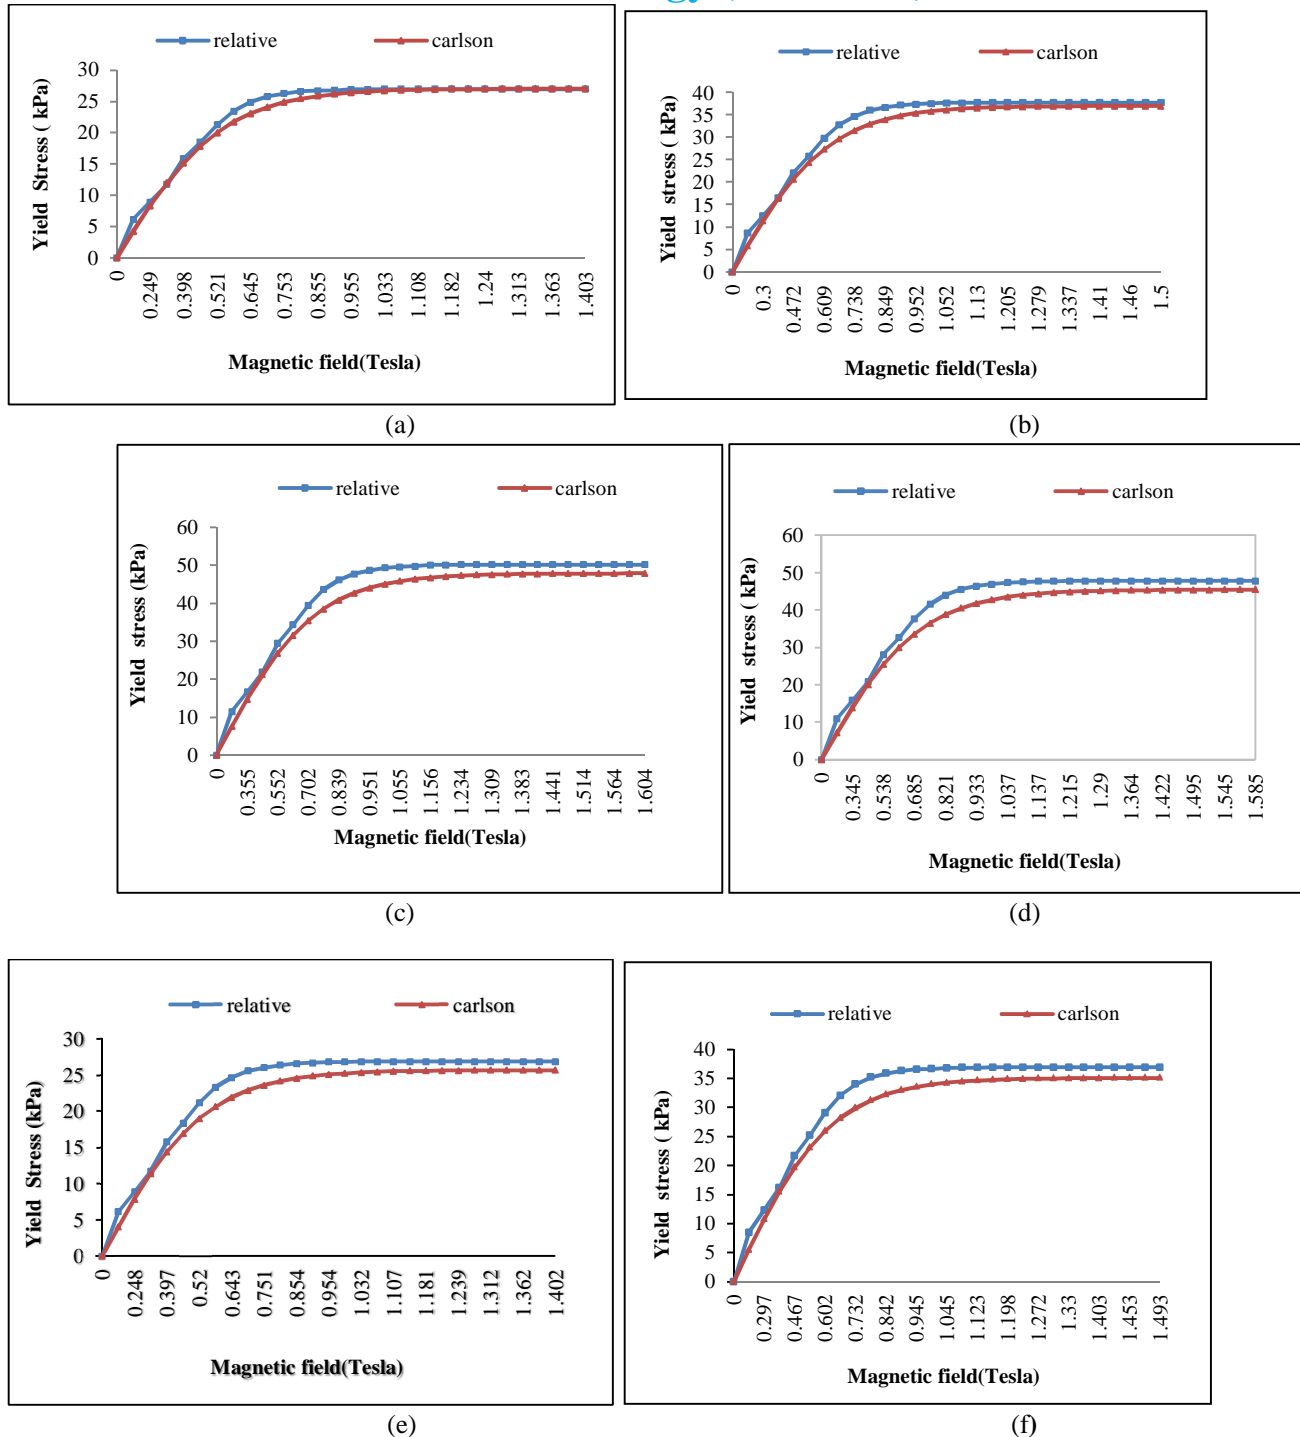 relative carlson
Yield Stress ( kPa)
30
25
20
15
10
5
0
0 0.249 0.398 0.521 0.645 0.753 0.855 0.953 1.033 1.108 1.182 1.24 1.313 1.363 1.403
Magnetic field(Tesla)
(a)
relative carlson
Yield stress ( kPa)
40
35
30
25
20
15
10
5
0
0 0.3 0.472 0.609 0.738 0.849 0.952 1.052 1.13 1.205 1.279 1.337 1.41 1.46 1.5
Magnetic field(Tesla)
(b)
relative carlson
Yield stress (kPa)
60
50
40
30
20
10
0
0 0.355 0.552 0.702 0.839 0.951 1.055 1.156 1.234 1.309 1.383 1.441 1.514 1.564 1.604
Magnetic field(Tesla)
(c)
relative carlson
Yield stress ( kPa)
60
50
40
30
20
10
0
0 0.345 0.538 0.685 0.821 0.933 1.037 1.137 1.215 1.29 1.364 1.422 1.495 1.545 1.585
Magnetic field(Tesla)
(d)
relative carlson
Yield Stress (kPa)
30
25
20
15
10
5
0
0 0.248 0.397 0.52 0.643 0.751 0.854 0.954 1.032 1.107 1.181 1.239 1.312 1.362 1.402
Magnetic field(Tesla)
(e)
relative carlson
Yield stress ( kPa)
40
35
30
25
20
15
10
5
0
0 0.297 0.467 0.602 0.732 0.842 0.945 1.045 1.123 1.198 1.272 1.33 1.403 1.453 1.493
Magnetic field(Tesla)
(f)